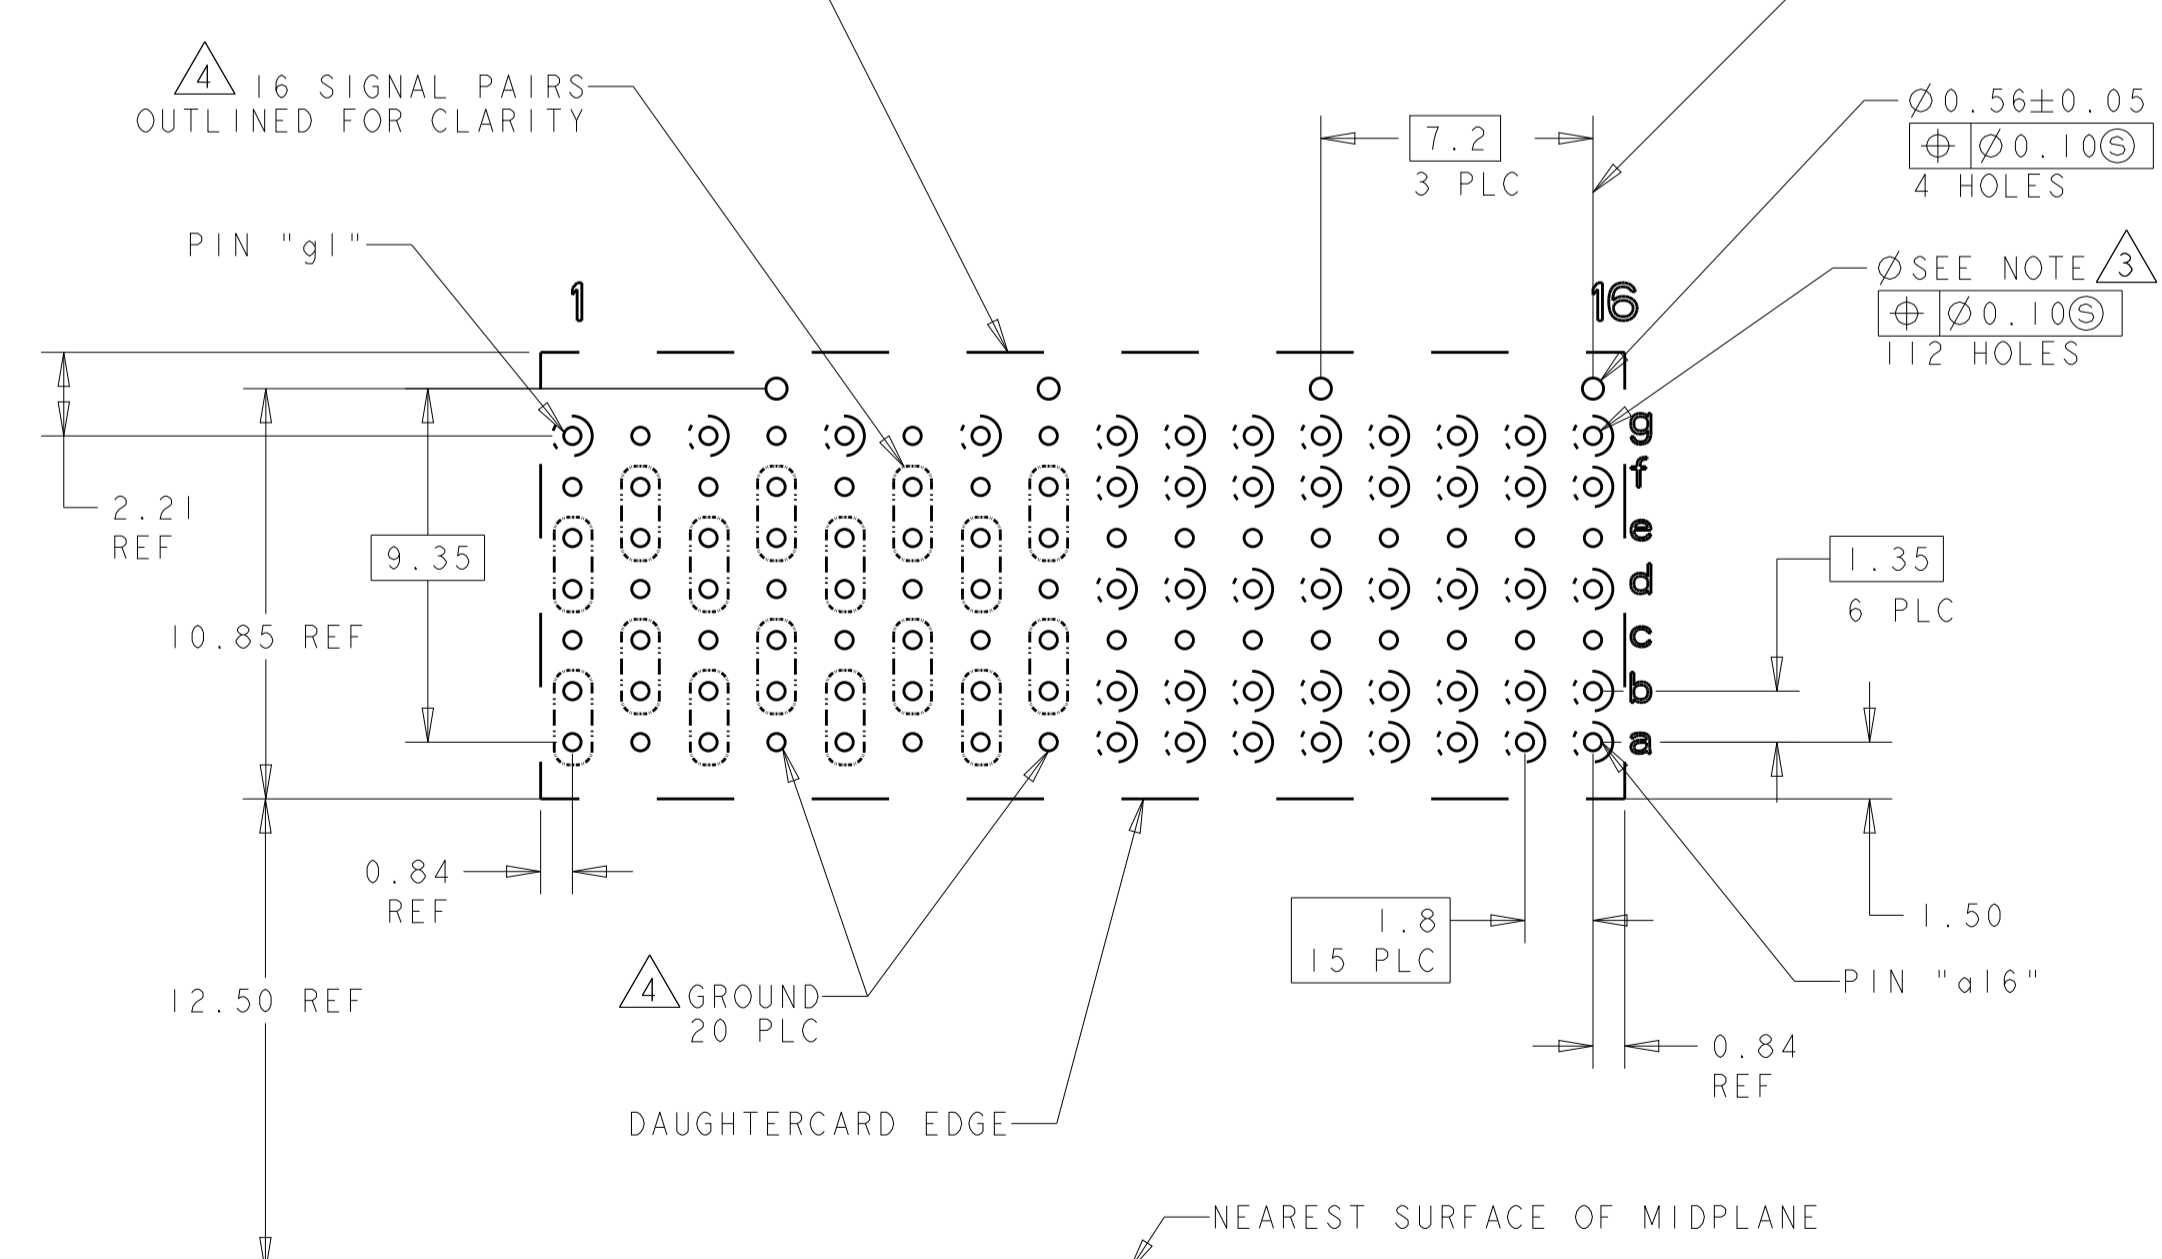 4 16 SIGNAL PAIRS
OUTLINED FOR CLARITY
7.2
3 PLC
Ø0.56±0.05
⌖ Ø0.10Ⓢ
4 HOLES
PIN "g1"
ØSEE NOTE 3
⌖ Ø0.10Ⓢ
112 HOLES
1
16
g
f
e
d
c
b
a
2.21
REF
9.35
10.85 REF
1.35
6 PLC
0.84
REF
1.8
15 PLC
1.50
PIN "a16"
12.50 REF
4 GROUND
20 PLC
0.84
REF
DAUGHTERCARD EDGE
NEAREST SURFACE OF MIDPLANE